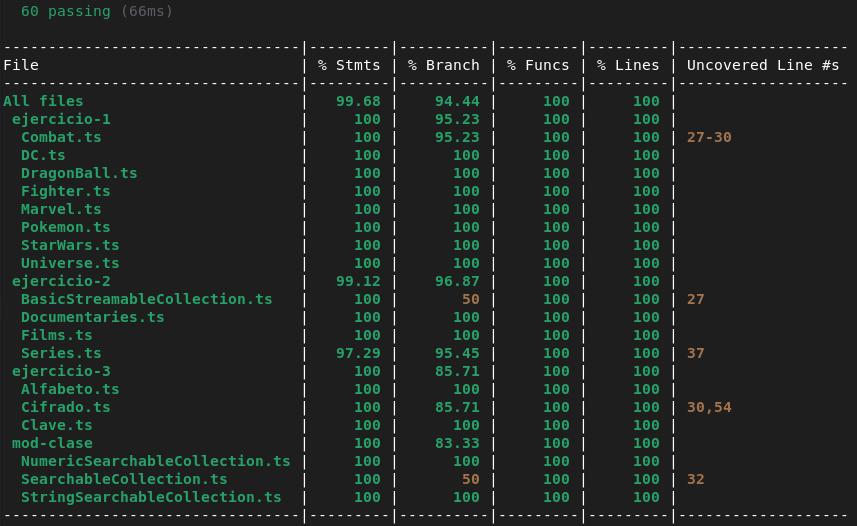 60 passing (66ms)
--------------------------------|---------|----------|---------|---------|-------------------
File                            | % Stmts | % Branch | % Funcs | % Lines | Uncovered Line #s
--------------------------------|---------|----------|---------|---------|-------------------
All files                       |   99.68 |    94.44 |     100 |     100 |
 ejercicio-1                    |     100 |    95.23 |     100 |     100 |
  Combat.ts                     |     100 |    95.23 |     100 |     100 | 27-30
  DC.ts                         |     100 |      100 |     100 |     100 |
  DragonBall.ts                 |     100 |      100 |     100 |     100 |
  Fighter.ts                    |     100 |      100 |     100 |     100 |
  Marvel.ts                     |     100 |      100 |     100 |     100 |
  Pokemon.ts                    |     100 |      100 |     100 |     100 |
  StarWars.ts                   |     100 |      100 |     100 |     100 |
  Universe.ts                   |     100 |      100 |     100 |     100 |
 ejercicio-2                    |   99.12 |    96.87 |     100 |     100 |
  BasicStreamableCollection.ts  |     100 |       50 |     100 |     100 | 27
  Documentaries.ts              |     100 |      100 |     100 |     100 |
  Films.ts                      |     100 |      100 |     100 |     100 |
  Series.ts                     |   97.29 |    95.45 |     100 |     100 | 37
 ejercicio-3                    |     100 |    85.71 |     100 |     100 |
  Alfabeto.ts                   |     100 |      100 |     100 |     100 |
  Cifrado.ts                    |     100 |    85.71 |     100 |     100 | 30,54
  Clave.ts                      |     100 |      100 |     100 |     100 |
 mod-clase                      |     100 |    83.33 |     100 |     100 |
  NumericSearchableCollection.ts |     100 |      100 |     100 |     100 |
  SearchableCollection.ts       |     100 |       50 |     100 |     100 | 32
  StringSearchableCollection.ts |     100 |      100 |     100 |     100 |
--------------------------------|---------|----------|---------|---------|-------------------